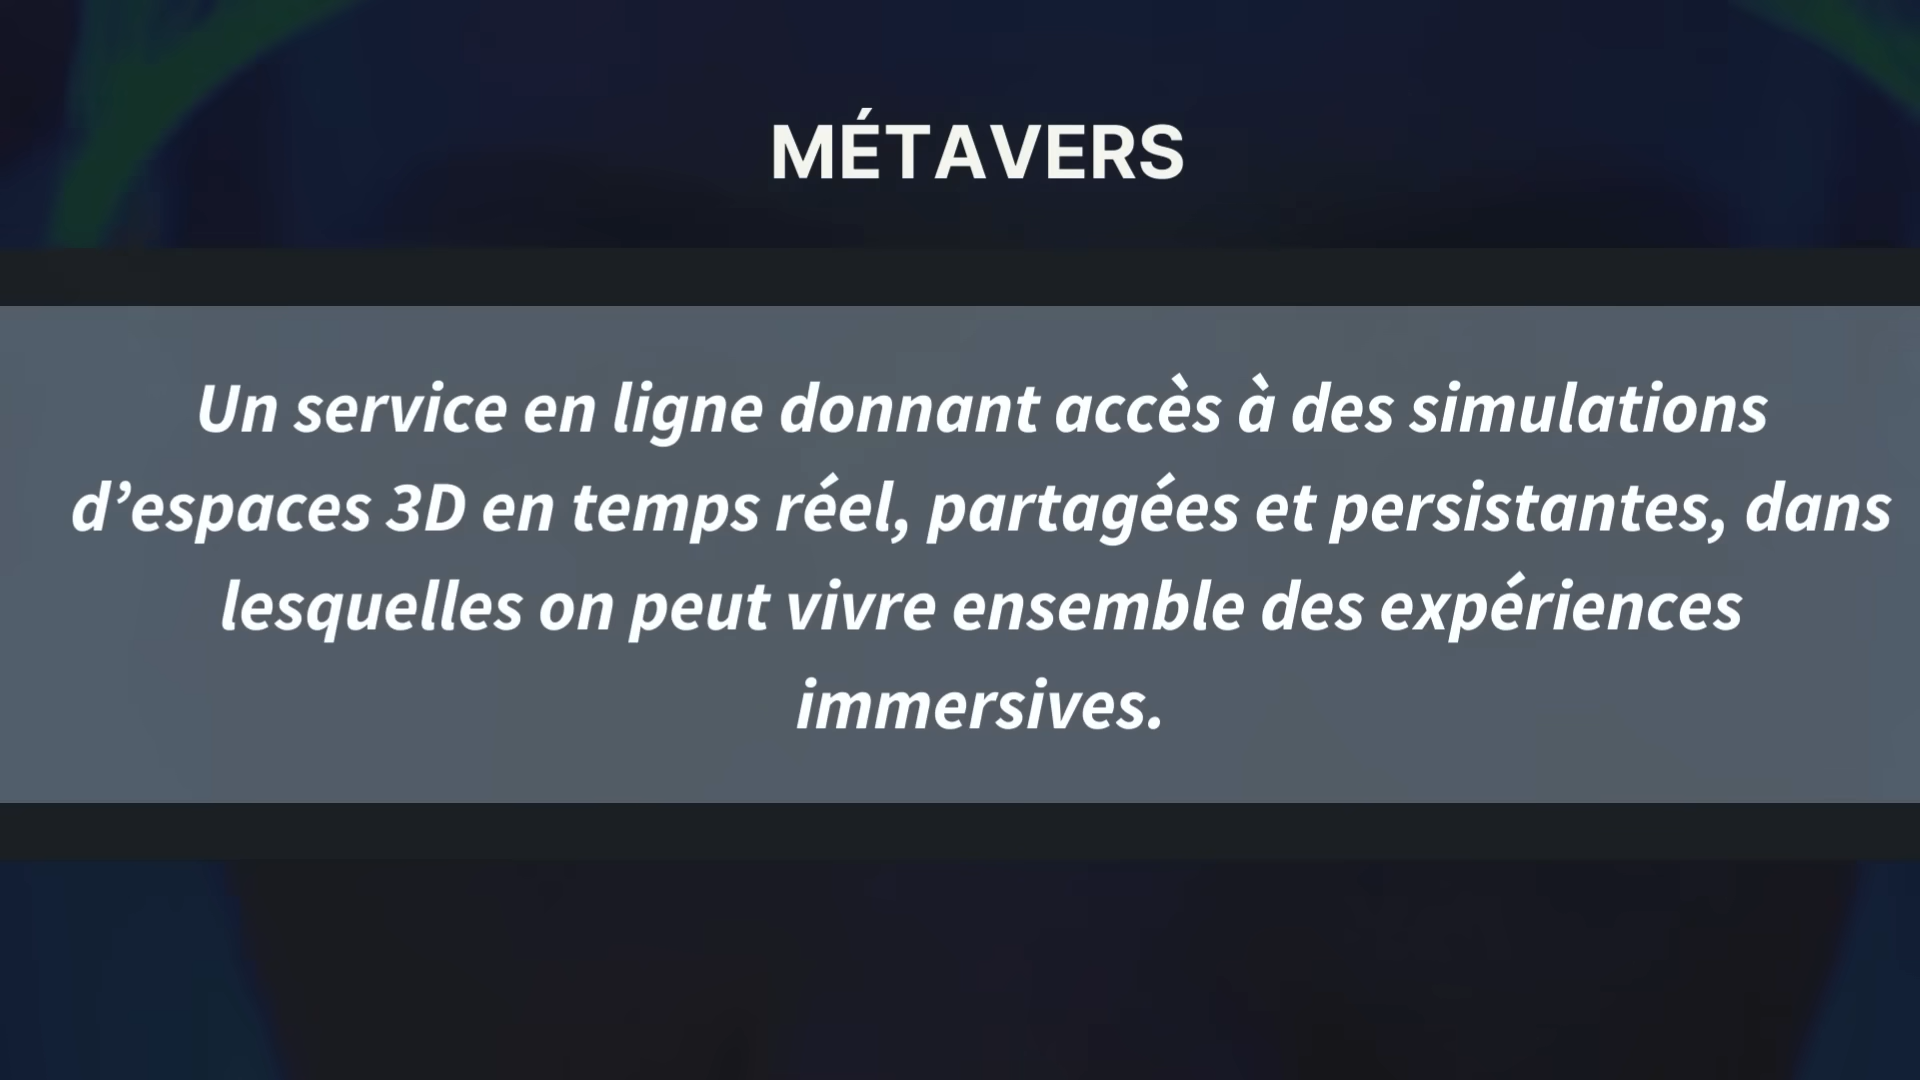 MÉTAVERS
Un service en ligne donnant accès à des simulations
d’espaces 3D en temps réel, partagées et persistantes, dans
lesquelles on peut vivre ensemble des expériences
immersives.